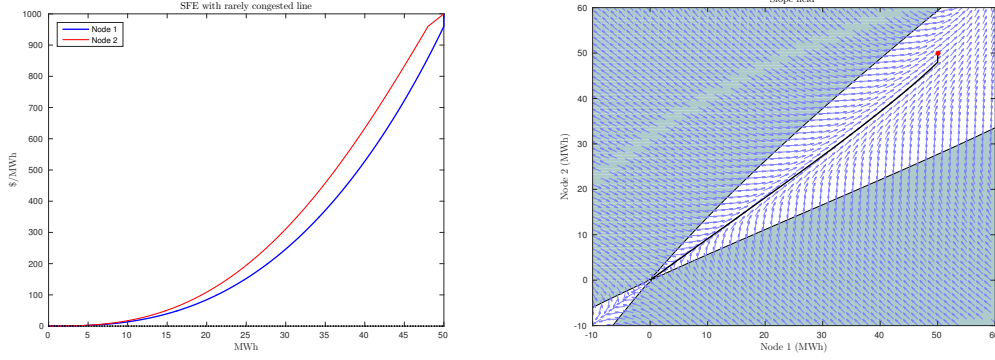 SFE with rarely congested line
1000
900
800
700
600
500
400
300
200
100
0
$/MWh
Node 1
Node 2
0 5 10 15 20 25 30 35 40 45 50
MWh
Slope field
60
50
40
30
20
10
0
-10
Node 2 (MWh)
-10 0 10 20 30 40 50 60
Node 1 (MWh)